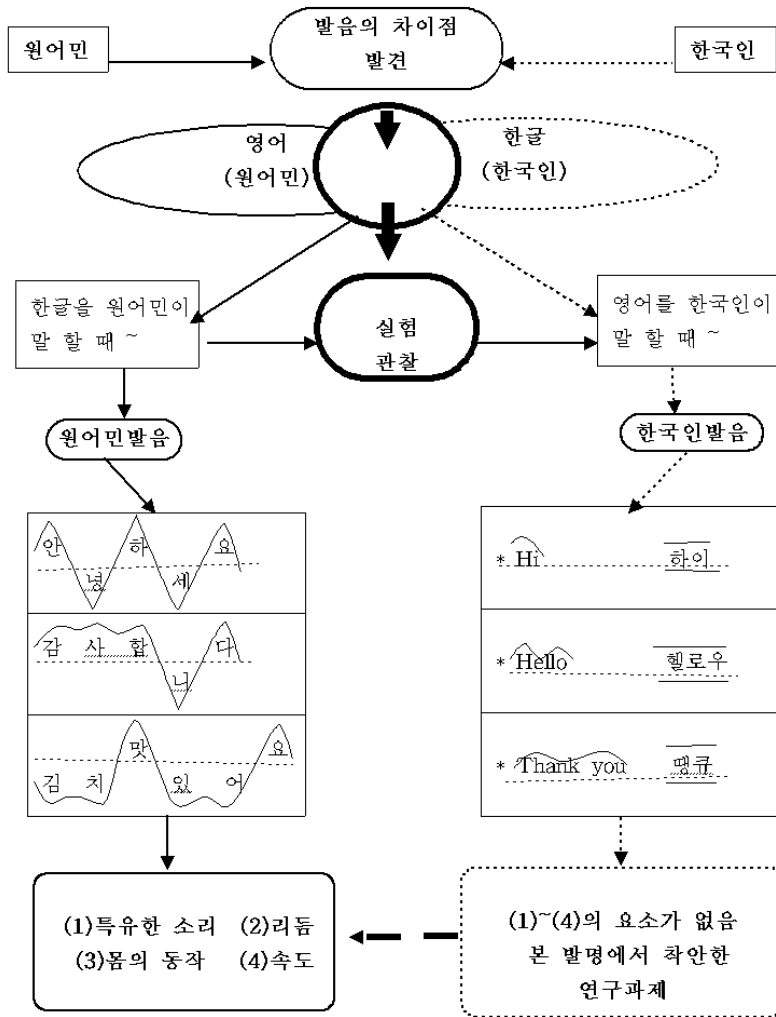 원어민
발음의 차이점
발견
한국인
영어
(원어민)
한글
(한국인)
한글을 원어민이
말 할 때 ~
실험
관찰
영어를 한국인이
말 할 때 ~
원어민발음
한국인발음
안 녕 하 세 요
감 사 합 니 다
김 치 맛 있 어 요
* Hi 하이
* Hello 헬로우
* Thank you 땡큐
(1)특유한 소리 (2)리듬
(3)몸의 동작 (4)속도
(1)~(4)의 요소가 없음
본 발명에서 착안한
연구과제